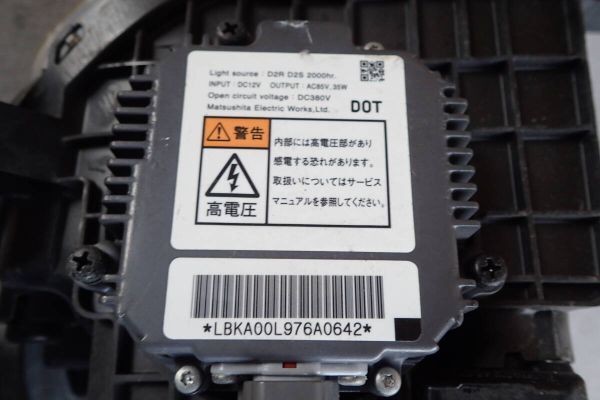 Light source : D2R D2S 2000hr.
INPUT : DC12V OUTPUT : AC85V, 35W
Open circuit voltage : DC380V
Matsushita Electric Works,Ltd.
DOT
警告
高電圧
内部には高電圧部があり
感電する恐れがあります。
取扱いについてはサービス
マニュアルを参照してください。
*LBKA00L976A0642*